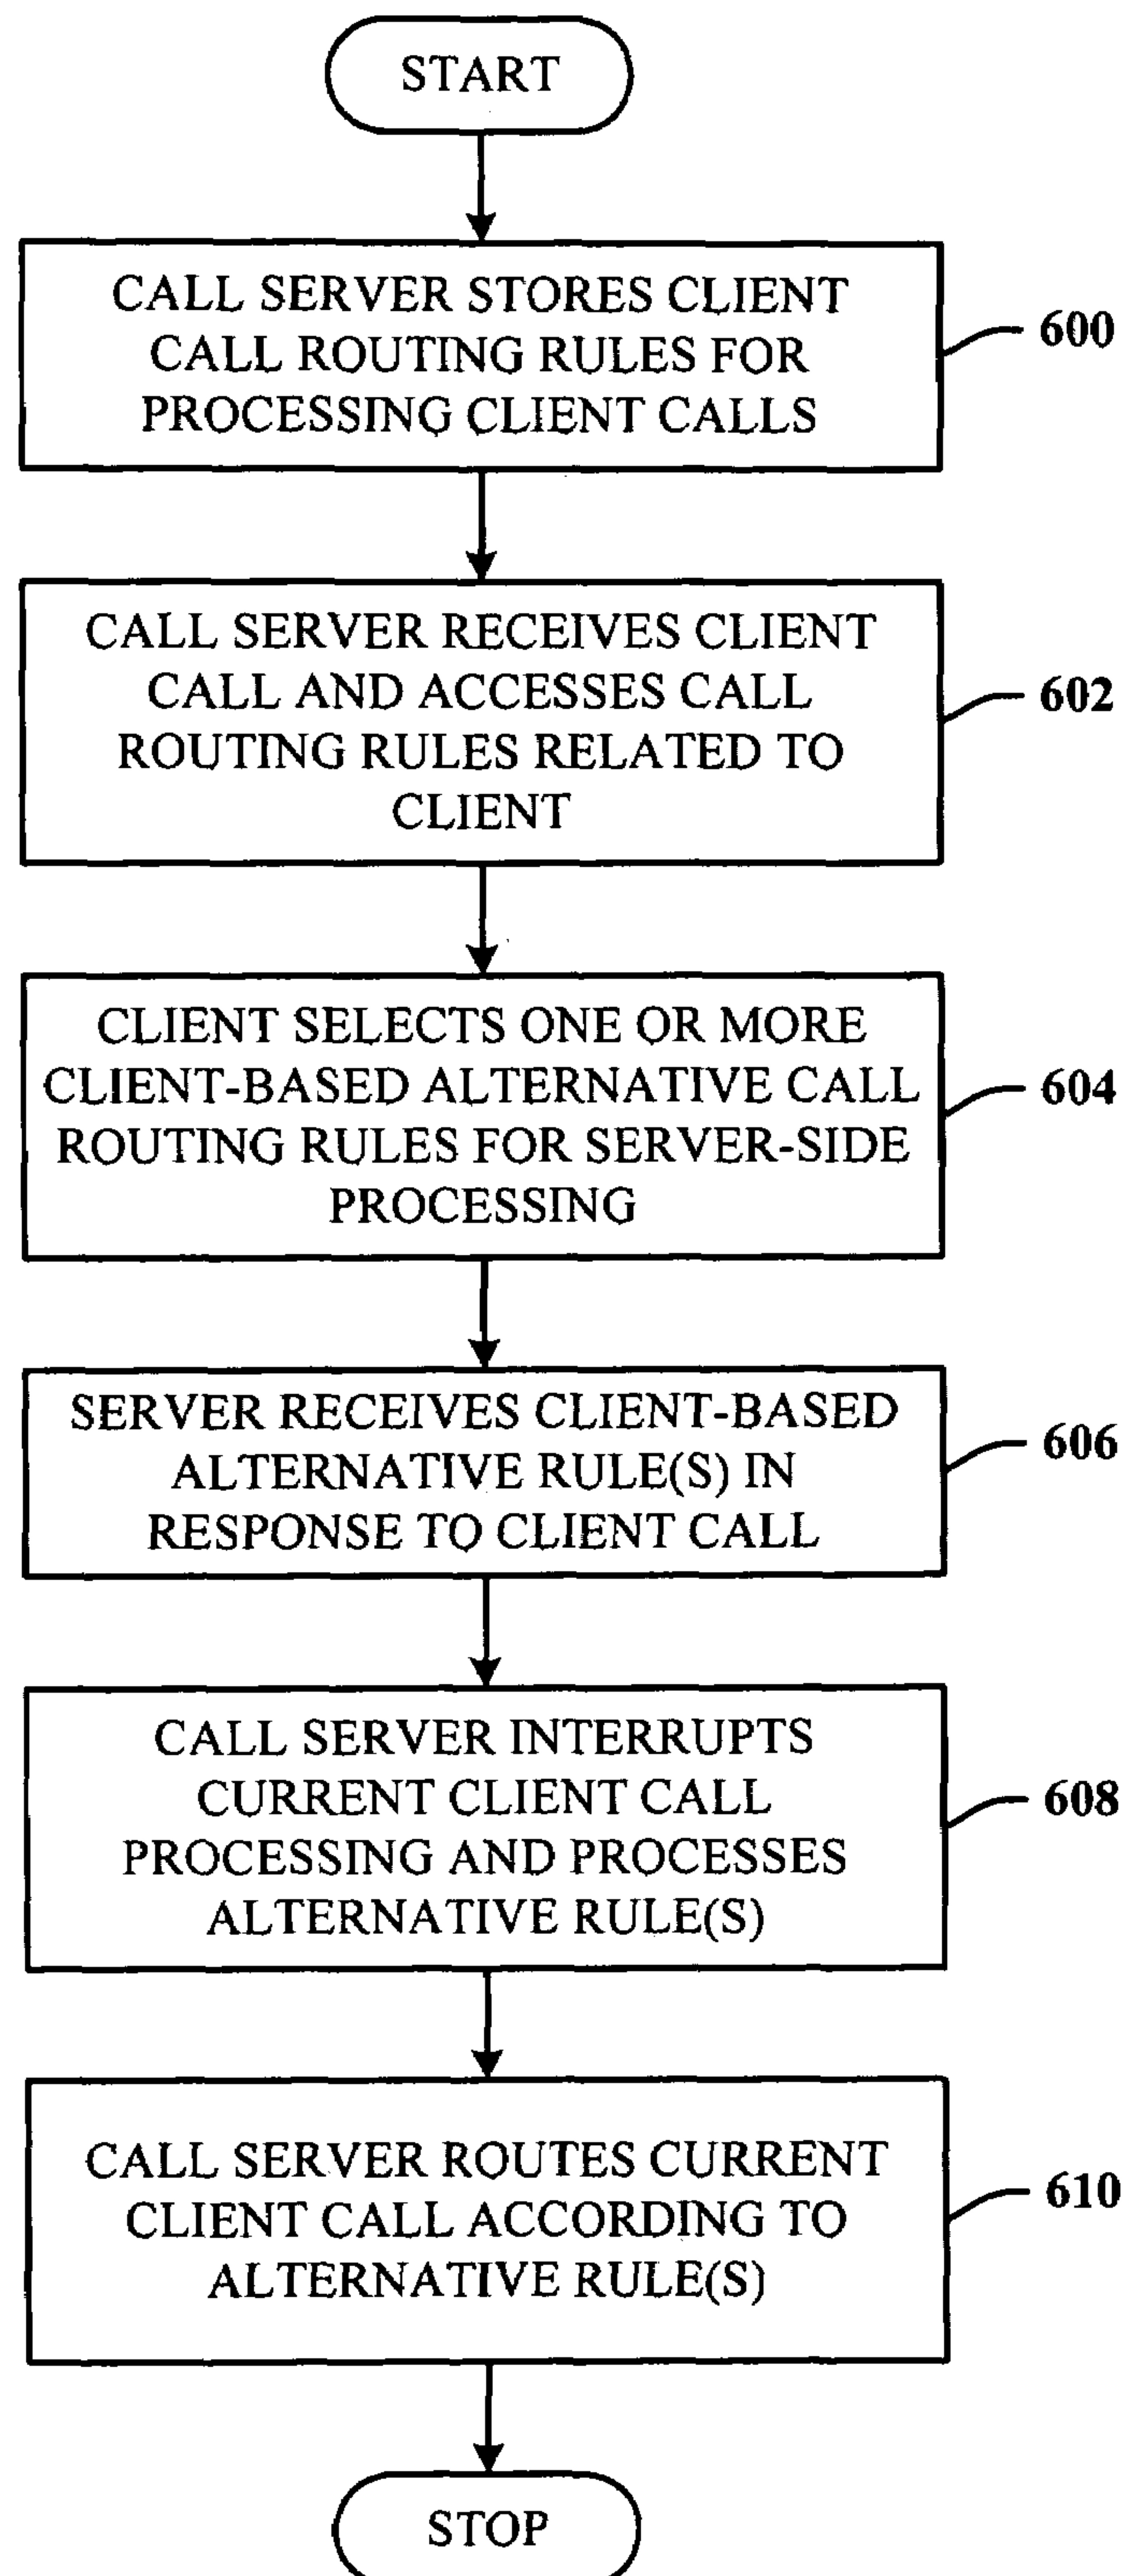 START
CALL SERVER STORES CLIENT
CALL ROUTING RULES FOR
PROCESSING CLIENT CALLS
600
CALL SERVER RECEIVES CLIENT
CALL AND ACCESSES CALL
ROUTING RULES RELATED TO
CLIENT
602
CLIENT SELECTS ONE OR MORE
CLIENT-BASED ALTERNATIVE CALL
ROUTING RULES FOR SERVER-SIDE
PROCESSING
604
SERVER RECEIVES CLIENT-BASED
ALTERNATIVE RULE(S) IN
RESPONSE TO CLIENT CALL
606
CALL SERVER INTERRUPTS
CURRENT CLIENT CALL
PROCESSING AND PROCESSES
ALTERNATIVE RULE(S)
608
CALL SERVER ROUTES CURRENT
CLIENT CALL ACCORDING TO
ALTERNATIVE RULE(S)
610
STOP